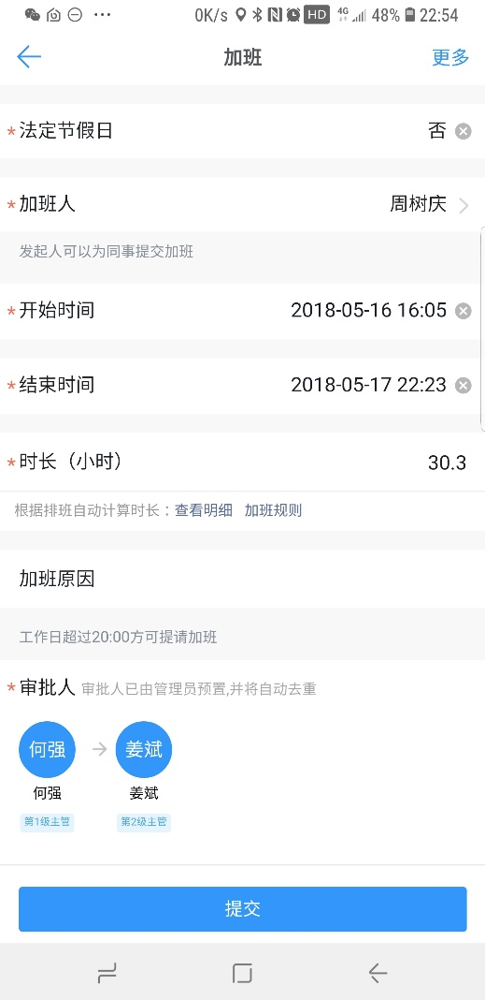 0K/s HD 4G 48% 22:54
加班 更多
*法定节假日 否
*加班人 周树庆
发起人可以为同事提交加班
*开始时间 2018-05-16 16:05
*结束时间 2018-05-17 22:23
*时长（小时） 30.3
根据排班自动计算时长：查看明细 加班规则
加班原因
工作日超过20:00方可提请加班
*审批人 审批人已由管理员预置,并将自动去重
何强 姜斌
何强 姜斌
第1级主管 第2级主管
提交